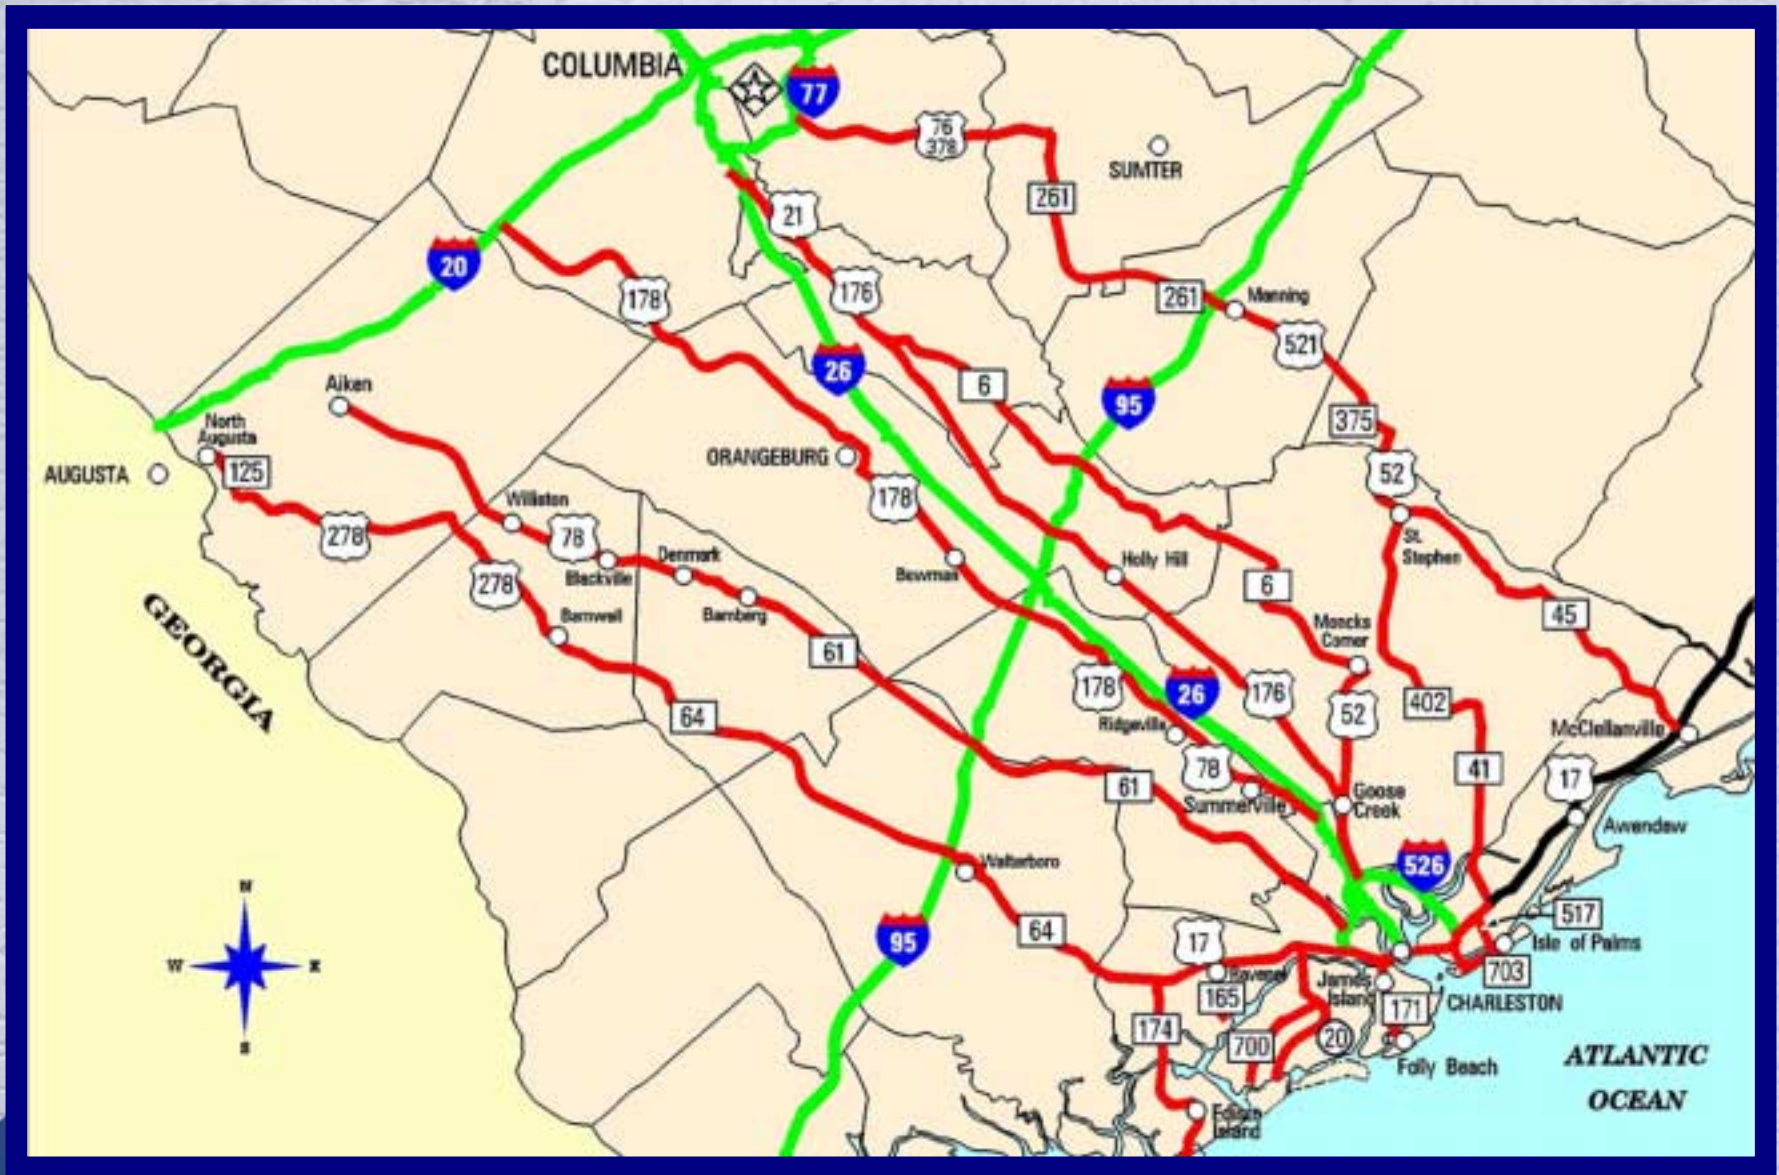 COLUMBIA
77
76
378
SUMTER
261
21
20
178
176
261
Manning
521
26
6
95
Aiken
375
North
Augusta
AUGUSTA
125
ORANGEBURG
52
178
Williston
278
78
St.
Stephen
Denmark
Holly Hill
Blackville
Bowman
278
6
Bamberg
45
Barnwell
Moncks
Corner
GEORGIA
61
178
26
176
64
402
52
Ridgeville
McClellanville
78
41
17
61
Summerville
Goose
Creek
Awendaw
Walterboro
526
N
517
64
17
95
Isle of Palms
W
E
Ravenel
James
Island
703
165
171
CHARLESTON
174
700
20
S
Folly Beach
ATLANTIC
OCEAN
Edisto
Island